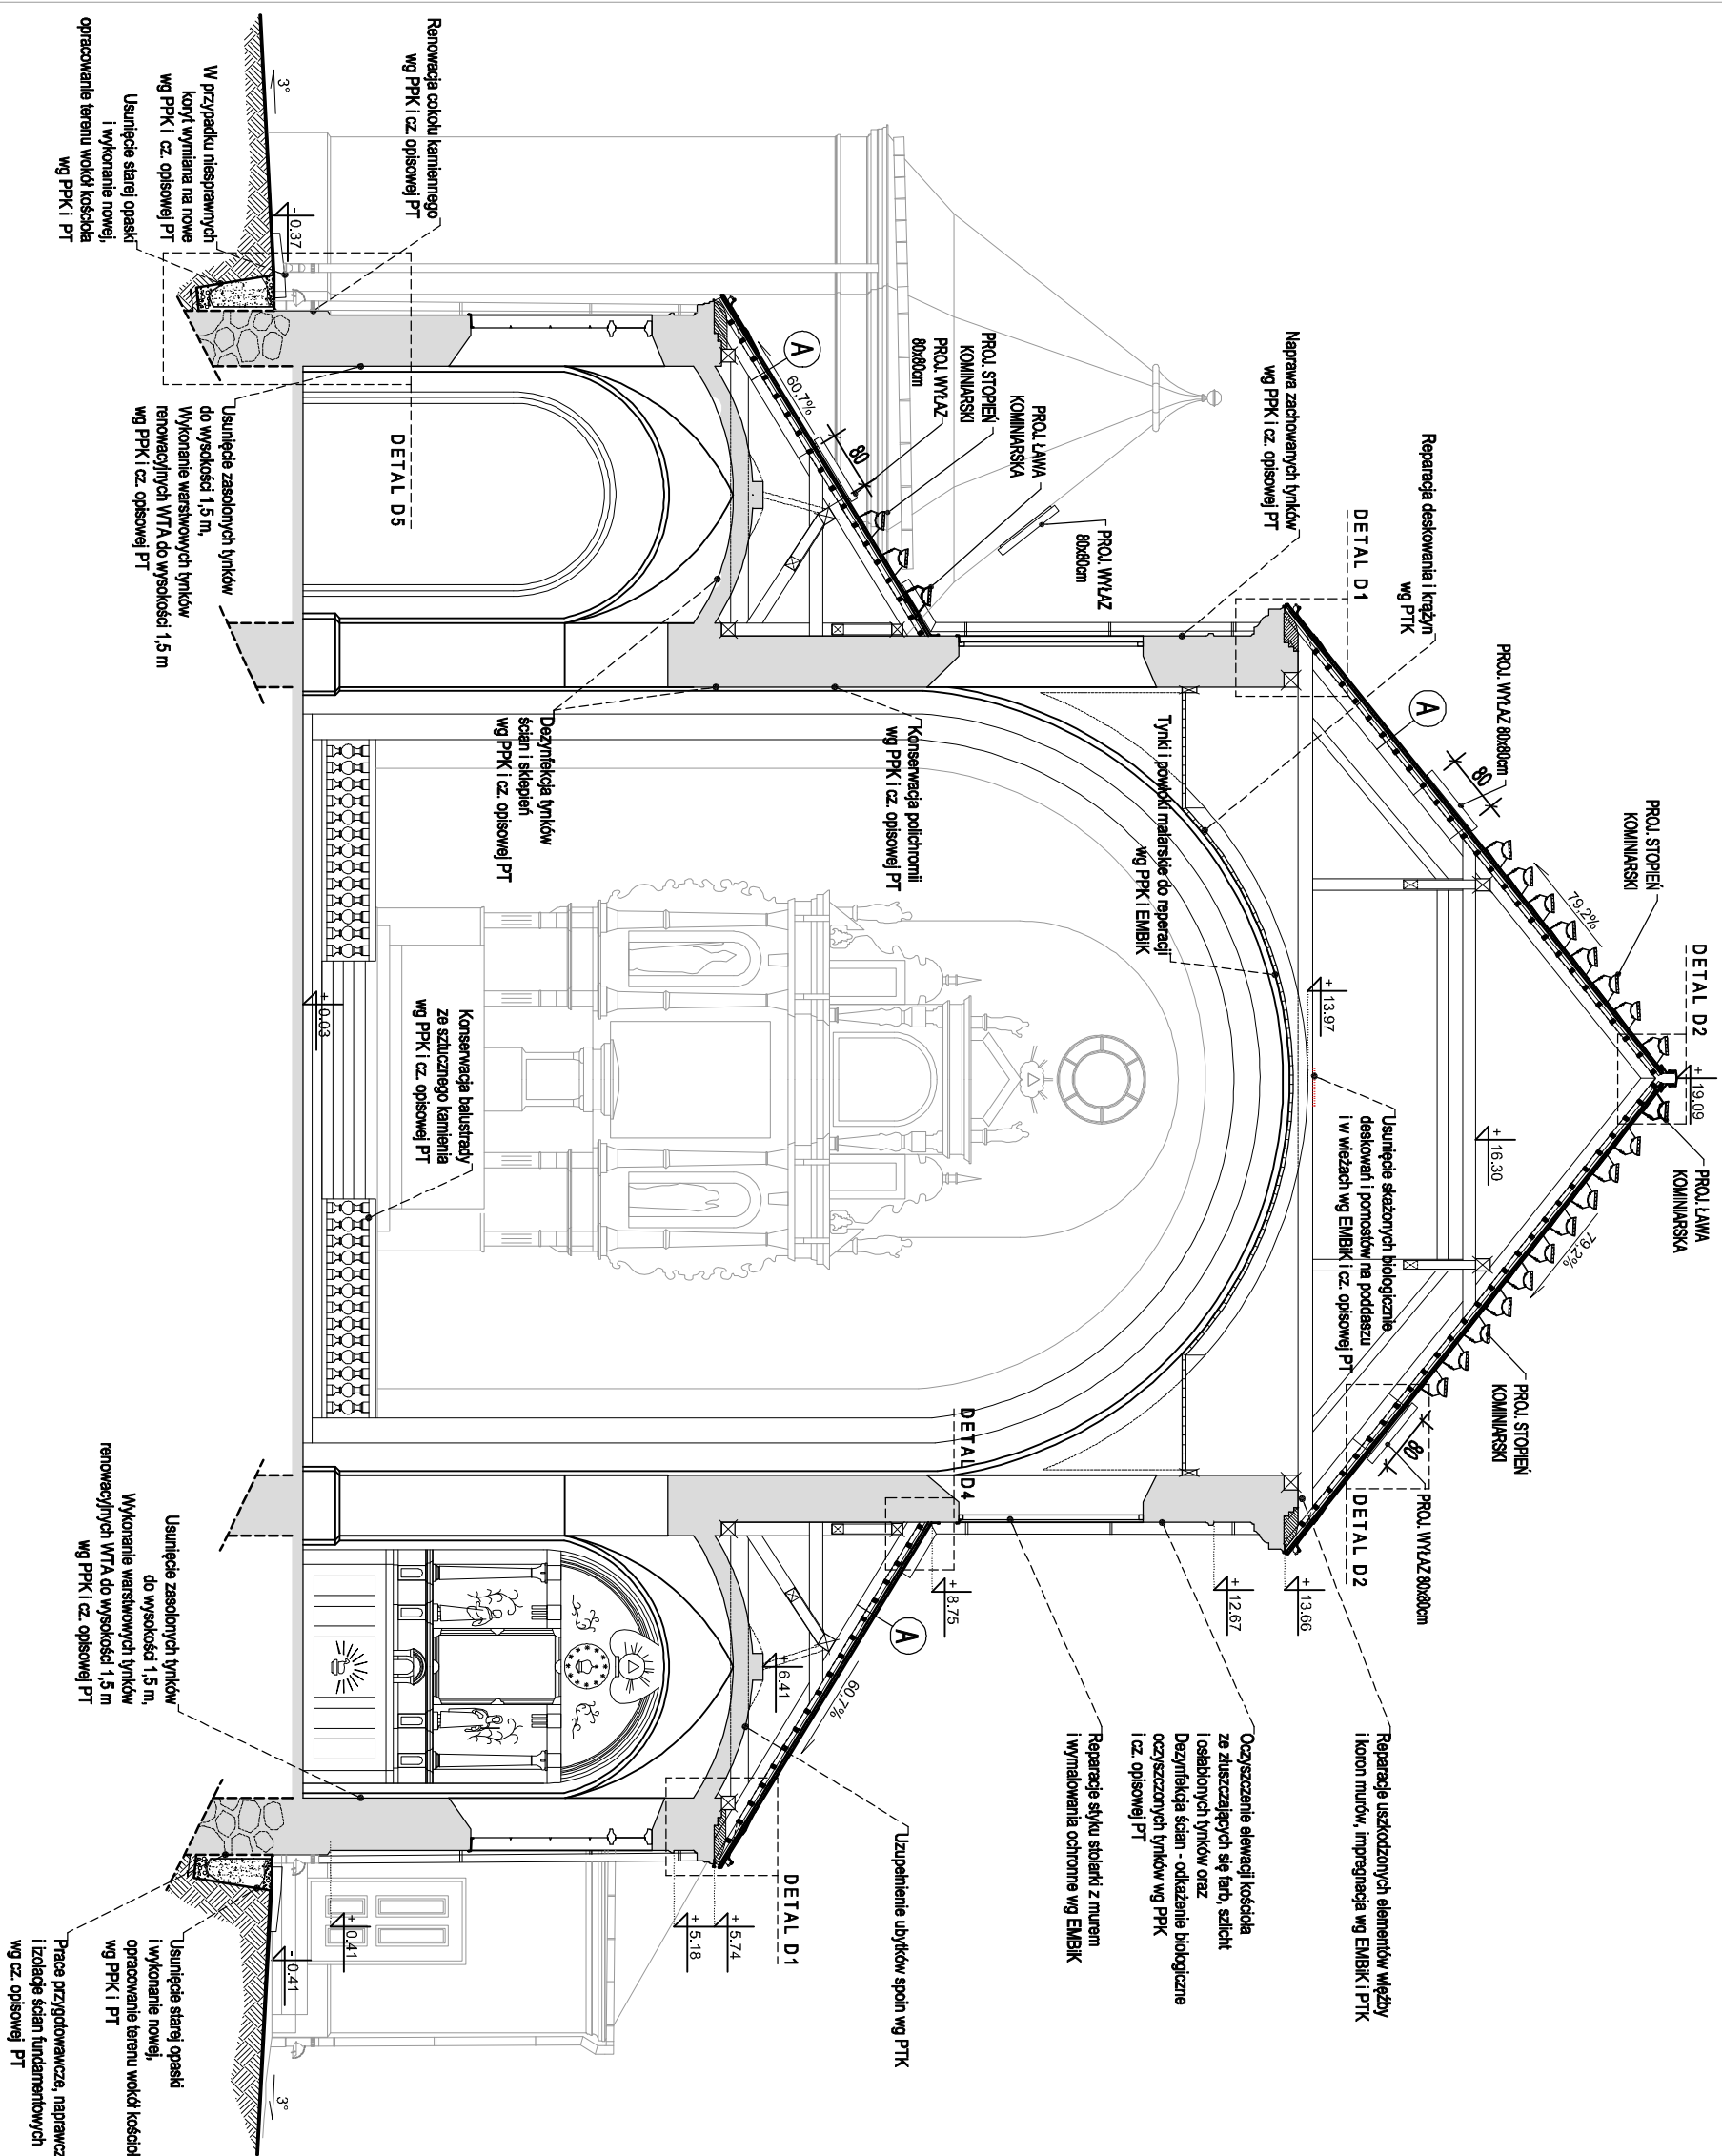 DETAL D2
+ 19.09
PROJ. ŁAWA
KOMINIARSKA
PROJ. STOPIEŃ
KOMINIARSKI
79,2%
79,2%
PROJ. WYŁAZ 80x80cm
80
+ 16.30
PROJ. STOPIEŃ
KOMINIARSKI
A
80
PROJ. WYŁAZ 80x80cm
Reparacja deskowania i krążyn
wg PTK
DETAL D1
DETAL D2
+ 13.97
Usunięcie skażonych biologicznie
deskowań i pomostów na poddaszu
i w wieżach wg EMBiK i cz. opisowej PT
Reparacje uszkodzonych elementów więźby
i koron murów, impregnacja wg EMBiK i PTK
+ 13.66
Naprawa zachowanych tynków
wg PPK i cz. opisowej PT
+ 12.67
Oczyszczenie elewacji kościoła
ze złuszczających się farb, szlicht
i osłabionych tynków oraz
Dezynfekcja ścian - odkażenie biologiczne
oczyszczonych tynków wg PPK
i cz. opisowej PT
Tynki i powłoki malarskie do reperacji
wg PPK i EMBiK
PROJ. WYŁAZ
80x80cm
Reparacje styku stolarki z murem
i wymalowania ochronne wg EMBiK
PROJ. ŁAWA
KOMINIARSKA
PROJ. STOPIEŃ
KOMINIARSKI
PROJ. WYŁAZ
80x80cm
DETAL D4
+ 8.75
A
80
60,7%
A
60,7%
Konserwacja polichromii
wg PPK i cz. opisowej PT
Uzupełnienie ubytków spoin wg PTK
+ 6.41
DETAL D1
+ 5.74
+ 5.18
Dezynfekcja tynków
ścian i sklepień
wg PPK i cz. opisowej PT
Renowacja cokołu kamiennego
wg PPK i cz. opisowej PT
DETAL D5
Konserwacja balustrady
ze sztucznego kamienia
wg PPK i cz. opisowej PT
+ 0.41
+ 0.03
- 0.37
- 0.41
3°
3°
W przypadku niesprawnych
koryt wymiana na nowe
wg PPK i cz. opisowej PT
Usunięcie starej opaski
i wykonanie nowej,
opracowanie terenu wokół kościoła
wg PPK i PT
Usunięcie zasolonych tynków
do wysokości 1,5 m,
Wykonanie warstwowych tynków
renowacyjnych WTA do wysokości 1,5 m
wg PPK i cz. opisowej PT
Usunięcie zasolonych tynków
do wysokości 1,5 m,
Wykonanie warstwowych tynków
renowacyjnych WTA do wysokości 1,5 m
wg PPK i cz. opisowej PT
Usunięcie starej opaski
i wykonanie nowej,
opracowanie terenu wokół kościoł
wg PPK i PT
Prace przygotowawcze, naprawcz
i izolacje ścian fundamentowych
wg cz. opisowej PT